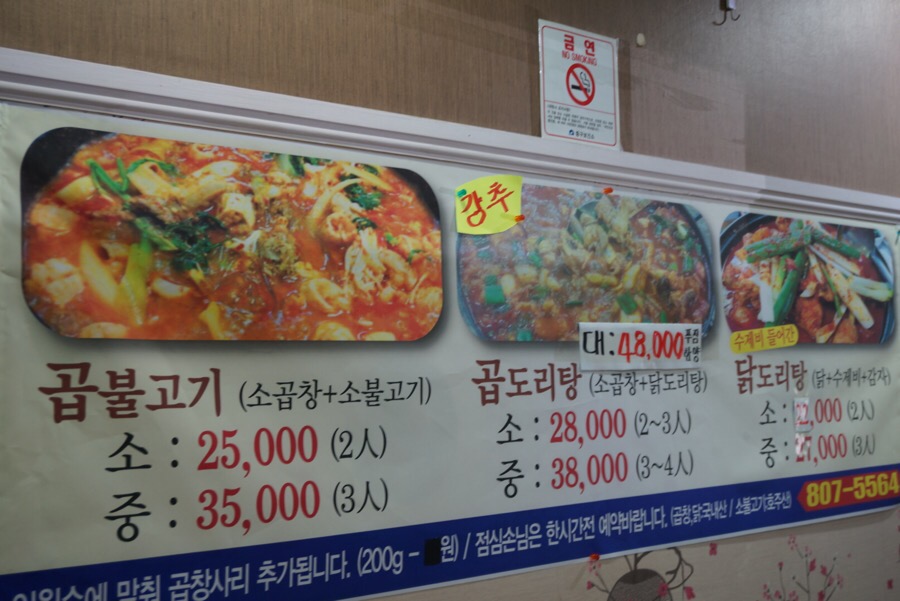 금연
NO SMOKING
강추
대:48,000
수제비 들어간
곱불고기 (소곱창+소불고기)
소 : 25,000 (2人)
중 : 35,000 (3人)
곱도리탕 (소곱창+닭도리탕)
소 : 28,000 (2~3人)
중 : 38,000 (3~4人)
닭도리탕 (닭+수제비+감자)
소 : 22,000 (2人)
중 : 27,000 (3人)
맞춰 곱창사리 추가됩니다. (200g - 원) / 점심손님은 한시간전 예약바랍니다. (곱창,닭:국내산 / 소불고기:호주산)
807-5564